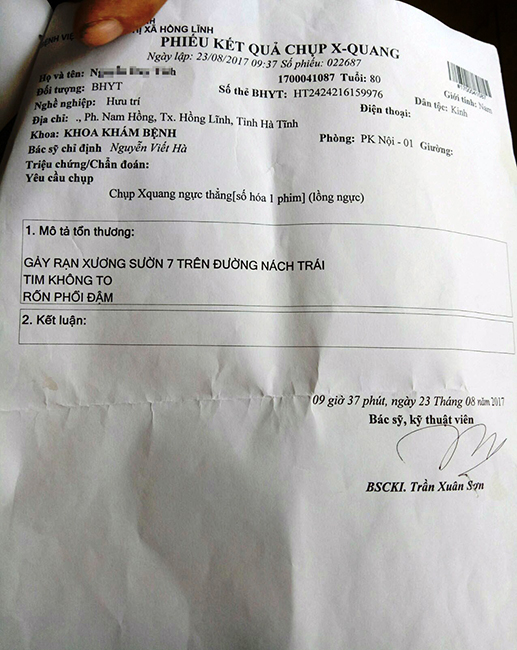 BỆNH VIỆ
THỊ XÃ HỒNG LĨNH
PHIẾU KẾT QUẢ CHỤP X-QUANG
Ngày lập: 23/08/2017 09:37 Số phiếu: 022687
Họ và tên: 1700041087 Tuổi: 80 Giới tính: Nam
Đối tượng: BHYT Số thẻ BHYT: HT2424216159976 Dân tộc: Kinh
Nghề nghiệp: Hưu trí Điện thoại:
Địa chỉ: ., Ph. Nam Hồng, Tx. Hồng Lĩnh, Tỉnh Hà Tĩnh
Khoa: KHOA KHÁM BỆNH Phòng: PK Nội - 01 Giường:
Bác sỹ chỉ định Nguyễn Viết Hà
Triệu chứng/Chẩn đoán:
Yêu cầu chụp
Chụp Xquang ngực thẳng[số hóa 1 phim] (lồng ngực)
1. Mô tả tổn thương:
GÁY RẠN XƯƠNG SƯỜN 7 TRÊN ĐƯỜNG NÁCH TRÁI
TIM KHÔNG TO
RỐN PHỔI ĐẬM
2. Kết luận:
09 giờ 37 phút, ngày 23 Tháng 08 năm 2017
Bác sỹ, kỹ thuật viên
BSCKI. Trần Xuân Sơn